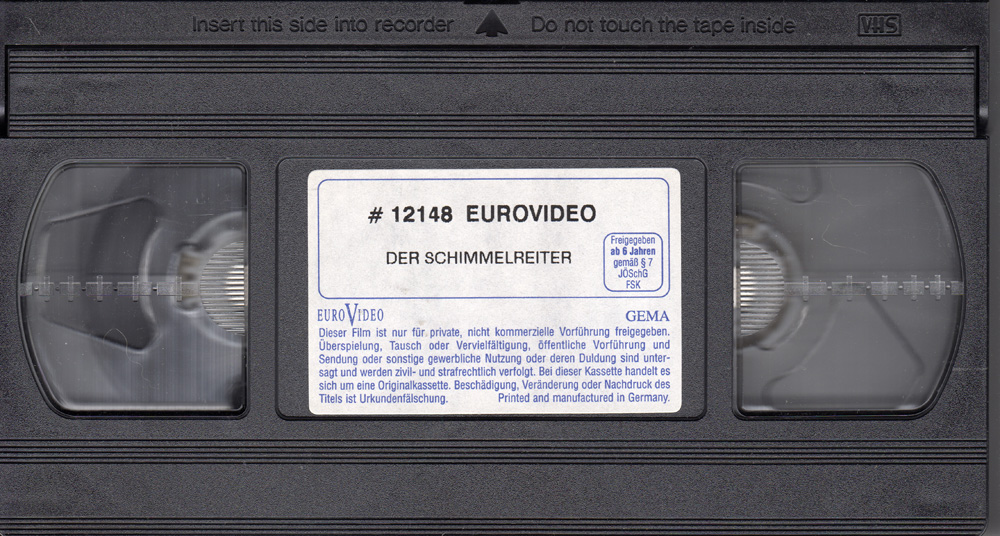 Insert this side into recorder Do not touch the tape inside VHS
# 12148 EUROVIDEO
DER SCHIMMELREITER
Freigegeben
ab 6 Jahren
gemäß § 7
JÖSchG
FSK
EUROVIDEO GEMA
Dieser Film ist nur für private, nicht kommerzielle Vorführung freigegeben.
Überspielung, Tausch oder Vervielfältigung, öffentliche Vorführung und
Sendung oder sonstige gewerbliche Nutzung oder deren Duldung sind unter-
sagt und werden zivil- und strafrechtlich verfolgt. Bei dieser Kassette handelt es
sich um eine Originalkassette. Beschädigung, Veränderung oder Nachdruck des
Titels ist Urkundenfälschung. Printed and manufactured in Germany.